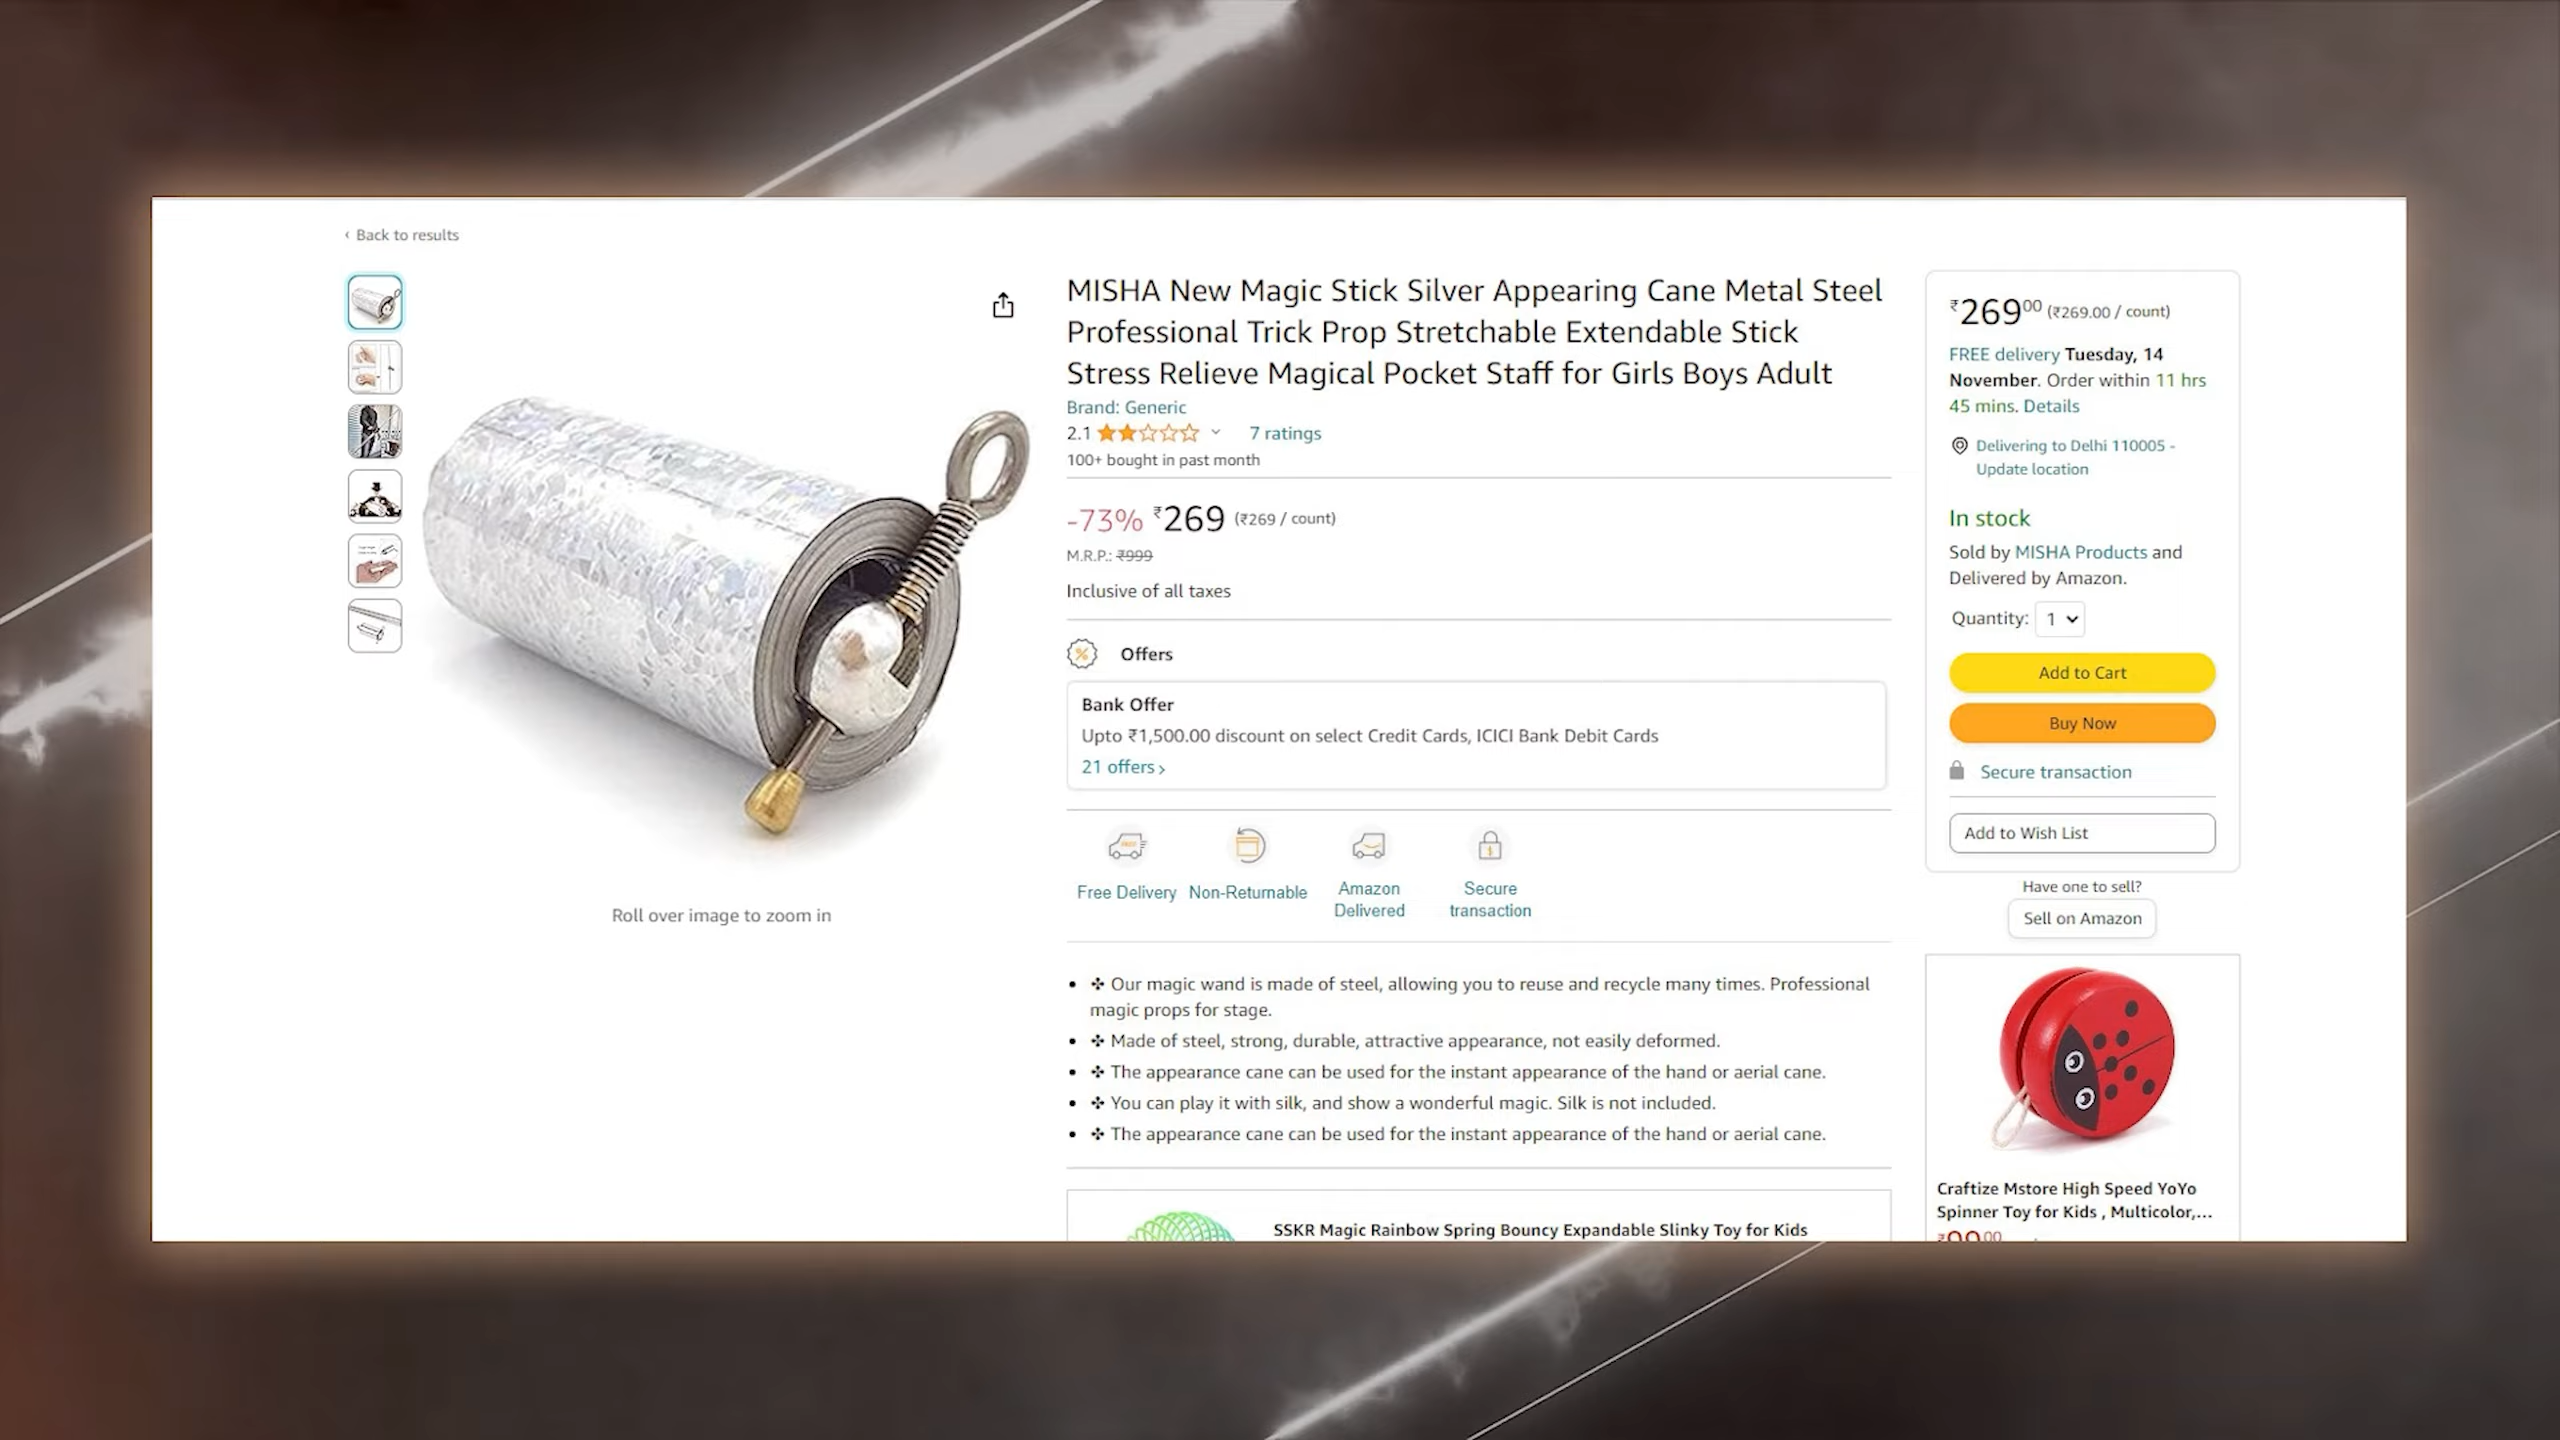 ‹ Back to results
MISHA New Magic Stick Silver Appearing Cane Metal Steel
Professional Trick Prop Stretchable Extendable Stick
Stress Relieve Magical Pocket Staff for Girls Boys Adult
Brand: Generic
2.1 7 ratings
100+ bought in past month
-73% ₹269 (₹269 / count)
M.R.P.: ₹999
Inclusive of all taxes
Offers
Bank Offer
Upto ₹1,500.00 discount on select Credit Cards, ICICI Bank Debit Cards
21 offers ›
Free Delivery
Non-Returnable
Amazon
Delivered
Secure
transaction
• ✣ Our magic wand is made of steel, allowing you to reuse and recycle many times. Professional
magic props for stage.
• ✣ Made of steel, strong, durable, attractive appearance, not easily deformed.
• ✣ The appearance cane can be used for the instant appearance of the hand or aerial cane.
• ✣ You can play it with silk, and show a wonderful magic. Silk is not included.
• ✣ The appearance cane can be used for the instant appearance of the hand or aerial cane.
SSKR Magic Rainbow Spring Bouncy Expandable Slinky Toy for Kids
Roll over image to zoom in
₹26900 (₹269.00 / count)
FREE delivery Tuesday, 14
November. Order within 11 hrs
45 mins. Details
Delivering to Delhi 110005 -
Update location
In stock
Sold by MISHA Products and
Delivered by Amazon.
Quantity: 1
Add to Cart
Buy Now
Secure transaction
Add to Wish List
Have one to sell?
Sell on Amazon
Craftize Mstore High Speed YoYo
Spinner Toy for Kids , Multicolor,...